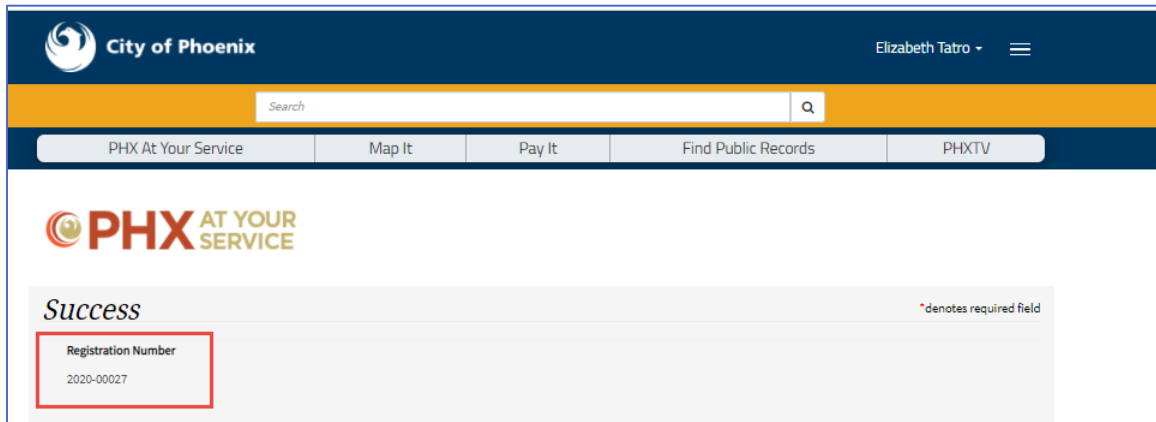 City of Phoenix
Elizabeth Tatro
Search
PHX At Your Service
Map It
Pay It
Find Public Records
PHXTV
PHX AT YOUR
SERVICE
Success
*denotes required field
Registration Number
2020-00027